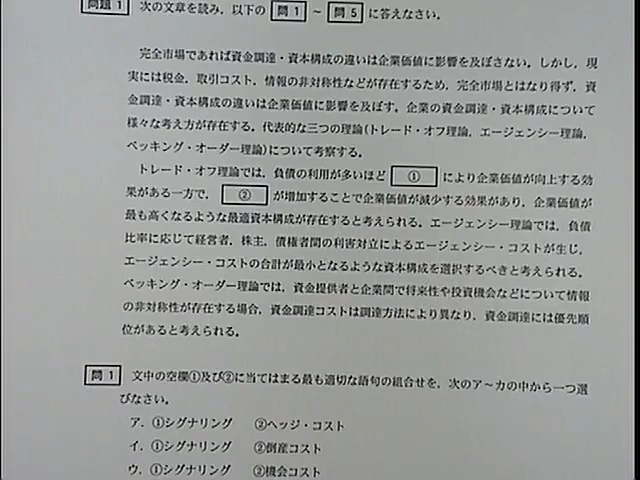 問題 1 次の文章を読み、以下の 問 1 ~ 問 5 に答えなさい。
完全市場であれば資金調達・資本構成の違いは企業価値に影響を及ぼさない。しかし、現
実には税金、取引コスト、情報の非対称性などが存在するため、完全市場とはなり得ず、資
金調達・資本構成の違いは企業価値に影響を及ぼす。企業の資金調達・資本構成について
様々な考え方が存在する。代表的な三つの理論(トレード・オフ理論、エージェンシー理論、
ペッキング・オーダー理論)について考察する。
トレード・オフ理論では、負債の利用が多いほど ① により企業価値が向上する効
果がある一方で、 ② が増加することで企業価値が減少する効果があり、企業価値が
最も高くなるような最適資本構成が存在すると考えられる。エージェンシー理論では、負債
比率に応じて経営者、株主、債権者間の利害対立によるエージェンシー・コストが生じ、
エージェンシー・コストの合計が最小となるような資本構成を選択するべきと考えられる。
ペッキング・オーダー理論では、資金提供者と企業間で将来性や投資機会などについて情報
の非対称性が存在する場合、資金調達コストは調達方法により異なり、資金調達には優先順
位があると考えられる。
問 1 文中の空欄①及び②に当てはまる最も適切な語句の組合せを、次のア～カの中から一つ選
びなさい。
ア. ①シグナリング ②ヘッジ・コスト
イ. ①シグナリング ②倒産コスト
ウ. ①シグナリング ②機会コスト